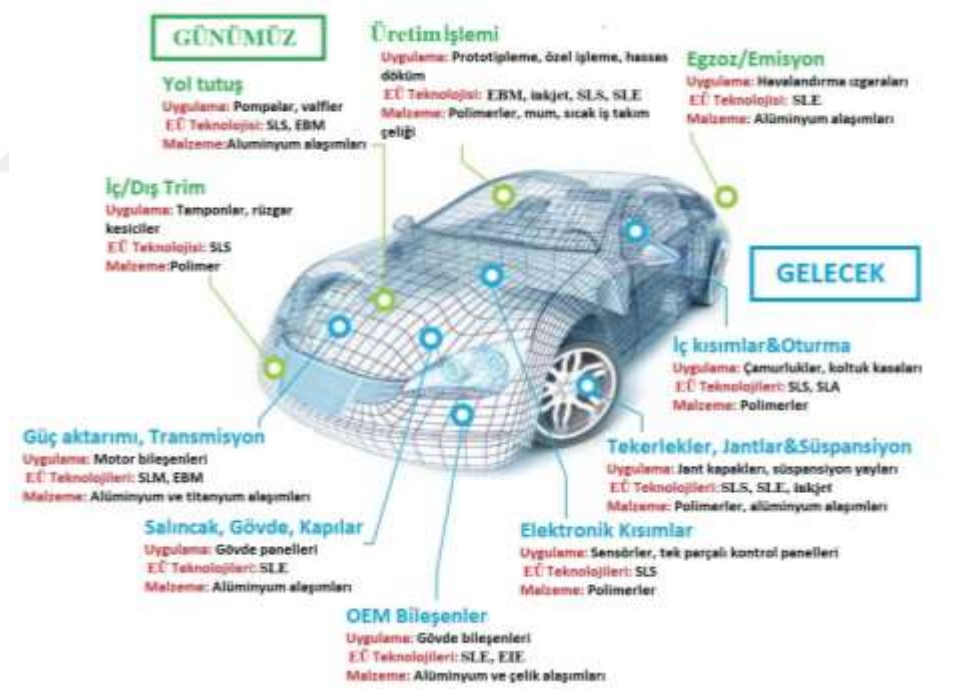 GÜNÜMÜZ
Üretim İşlemi
Uygulama: Prototipleme, özel işleme, hassas
döküm
EÜ Teknolojisi: EBM, inkjet, SLS, SLE
Malzeme: Polimerler, mum, sıcak iş takım
çeliği
Egzoz/Emisyon
Uygulama: Havalandırma ızgaraları
EÜ Teknolojisi: SLE
Malzeme: Alüminyum alaşımları
Yol tutuş
Uygulama: Pompalar, valfler
EÜ Teknolojisi: SLS, EBM
Malzeme:Aluminyum alaşımları
İç/Dış Trim
Uygulama: Tamponlar, rüzgar
kesiciler
EÜ Teknolojisi: SLS
Malzeme:Polimer
GELECEK
İç kısımlar&Oturma
Uygulama: Çamurluklar, koltuk kasaları
EÜ Teknolojileri: SLS, SLA
Malzeme: Polimerler
Güç aktarımı, Transmisyon
Uygulama: Motor bileşenleri
EÜ Teknolojileri: SLM, EBM
Malzeme: Alüminyum ve titanyum alaşımları
Tekerlekler, Jantlar&Süspansiyon
Uygulama: Jant kapakları, süspansiyon yayları
EÜ Teknolojileri: SLS, SLE, inkjet
Malzeme: Polimerler, alüminyum alaşımları
Salıncak, Gövde, Kapılar
Uygulama: Gövde panelleri
EÜ Teknolojileri: SLE
Malzeme: Alüminyum alaşımları
Elektronik Kısımlar
Uygulama: Sensörler, tek parçalı kontrol panelleri
EÜ Teknolojileri: SLS
Malzeme: Polimerler
OEM Bileşenler
Uygulama: Gövde bileşenleri
EÜ Teknolojileri: SLE, EIE
Malzeme: Alüminyum ve çelik alaşımları